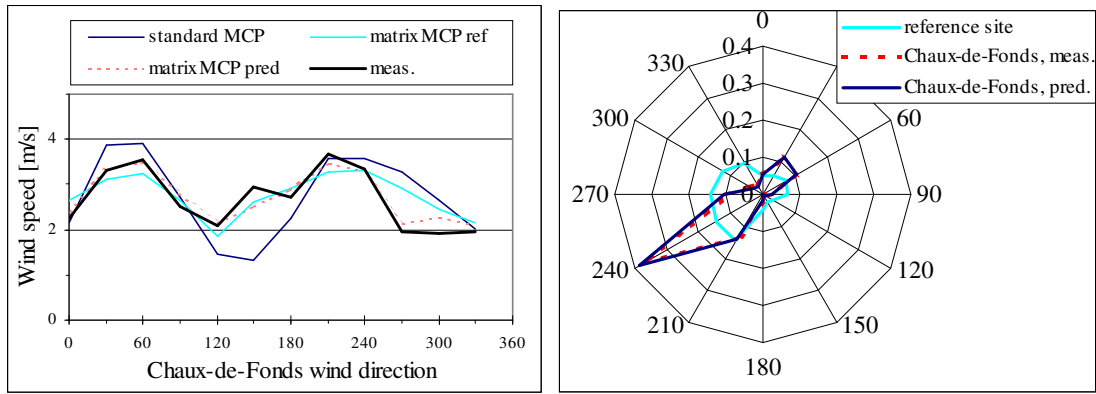 standard MCP
matrix MCP ref
matrix MCP pred
meas.
Wind speed [m/s]
4
2
0
0 60 120 180 240 300 360
Chaux-de-Fonds wind direction
reference site
Chaux-de-Fonds, meas.
Chaux-de-Fonds, pred.
0
0.4
0.3
0.2
0.1
0
330
300
270
240
210
180
150
120
90
60